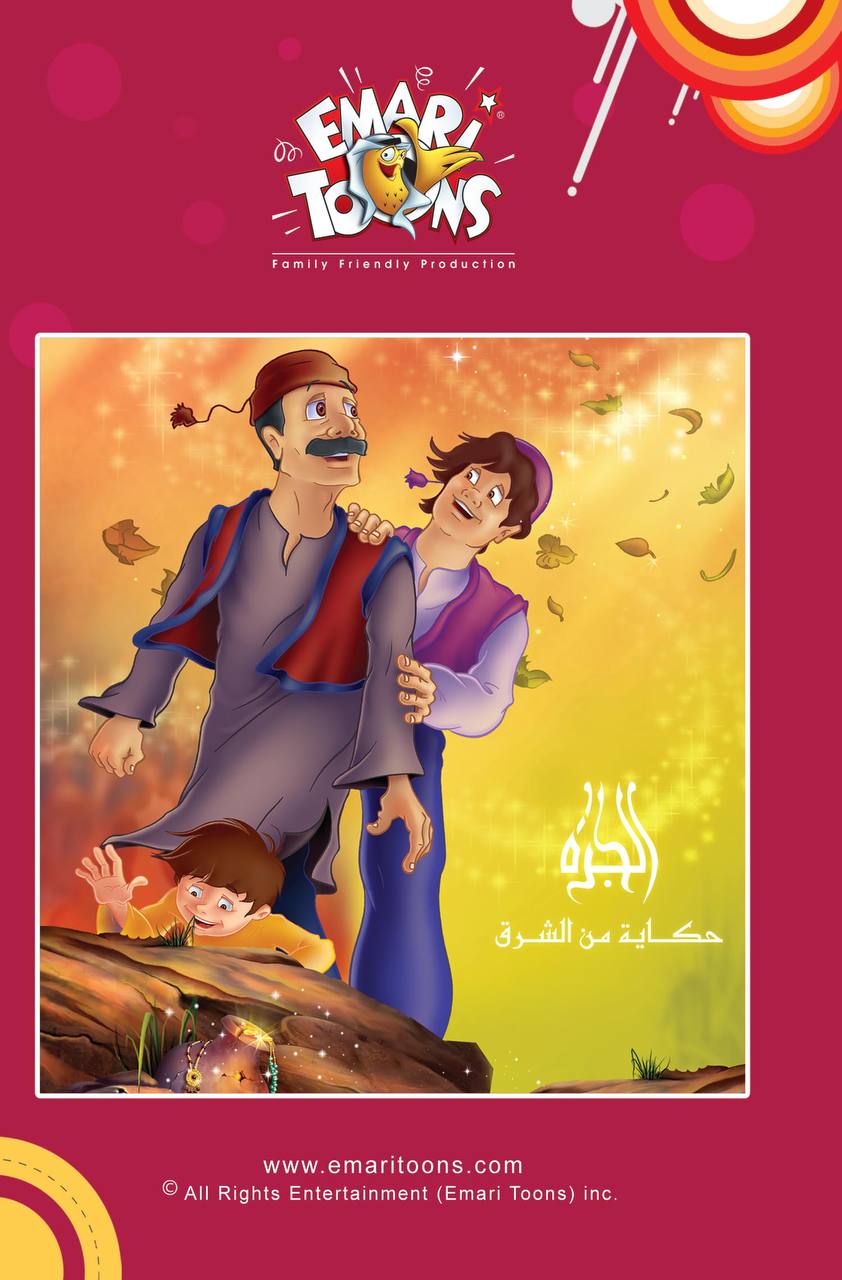 EMARI
TOONS
®
Family Friendly Production
الجرة
حكاية من الشرق
www.emaritoons.com
© All Rights Entertainment (Emari Toons) inc.